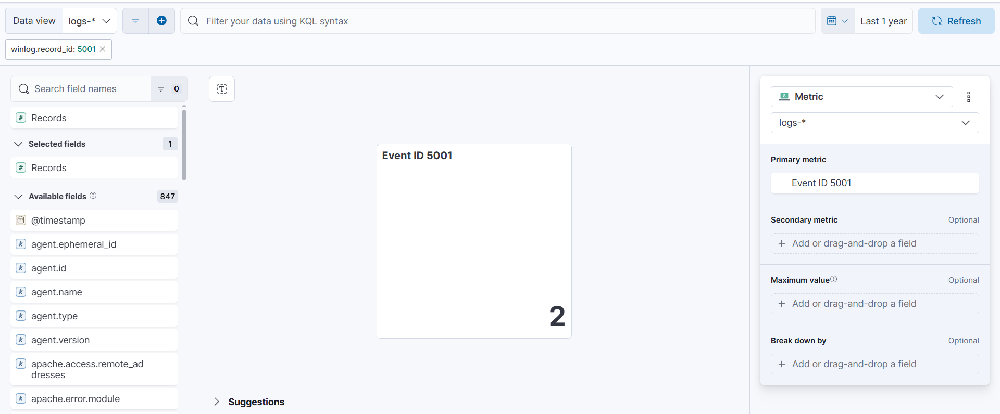 Data view
logs-*
Filter your data using KQL syntax
Last 1 year
Refresh
winlog.record_id: 5001
Search field names
0
Records
Selected fields
1
Records
Available fields
847
@timestamp
agent.ephemeral_id
agent.id
agent.name
agent.type
agent.version
apache.access.remote_ad
dresses
apache.error.module
Event ID 5001
2
Suggestions
Metric
logs-*
Primary metric
Event ID 5001
Secondary metric
Optional
Add or drag-and-drop a field
Maximum value
Optional
Add or drag-and-drop a field
Break down by
Optional
Add or drag-and-drop a field